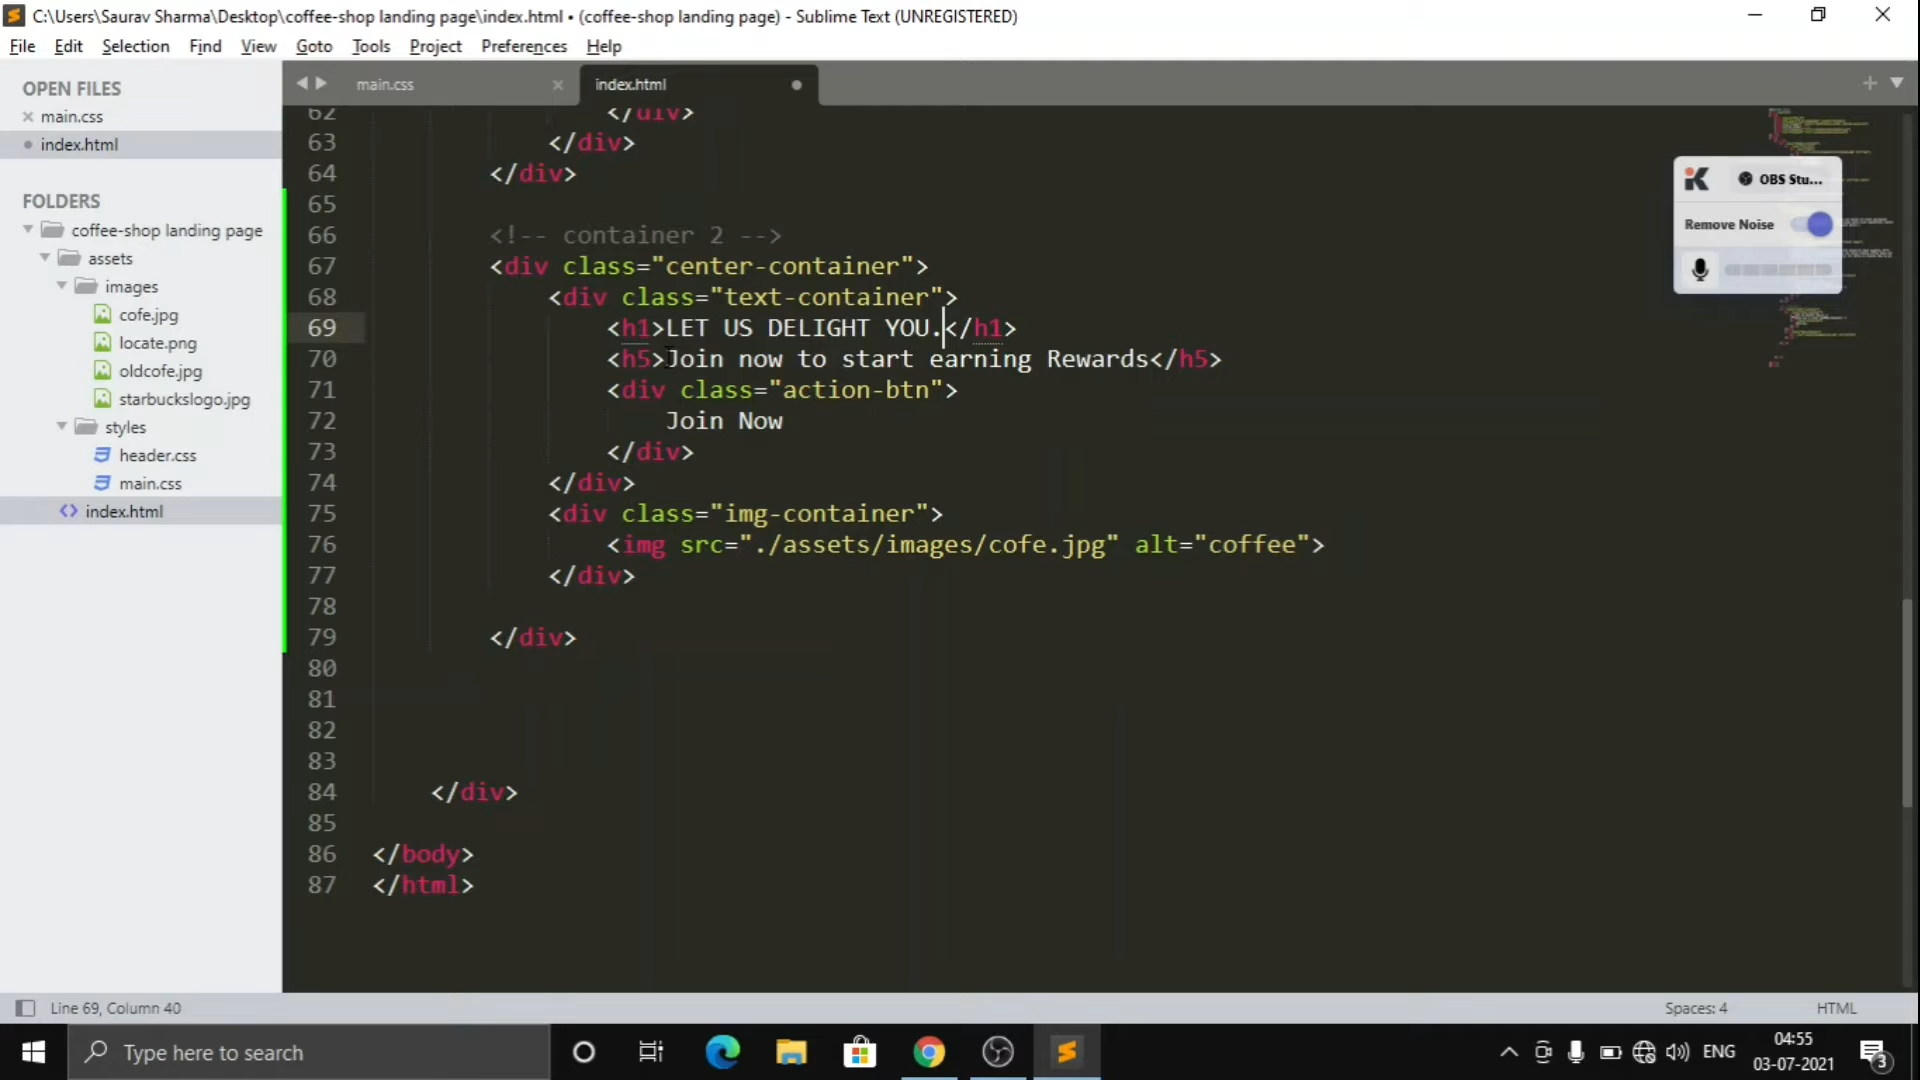 C:\Users\Saurav Sharma\Desktop\coffee-shop landing page\index.html • (coffee-shop landing page) - Sublime Text (UNREGISTERED)
File Edit Selection Find View Goto Tools Project Preferences Help
OPEN FILES
main.css
index.html
FOLDERS
coffee-shop landing page
assets
images
cofe.jpg
locate.png
oldcofe.jpg
starbuckslogo.jpg
styles
header.css
main.css
index.html
main.css
index.html
62 </div>
63 </div>
64 </div>
65
66 <!-- container 2 -->
67 <div class="center-container">
68 <div class="text-container">
69 <h1>LET US DELIGHT YOU.</h1>
70 <h5>Join now to start earning Rewards</h5>
71 <div class="action-btn">
72 Join Now
73 </div>
74 </div>
75 <div class="img-container">
76 <img src="./assets/images/cofe.jpg" alt="coffee">
77 </div>
78
79 </div>
80
81
82
83
84 </div>
85
86 </body>
87 </html>
OBS Stu...
Remove Noise
Line 69, Column 40
Spaces: 4
HTML
Type here to search
ENG
04:55
03-07-2021
3